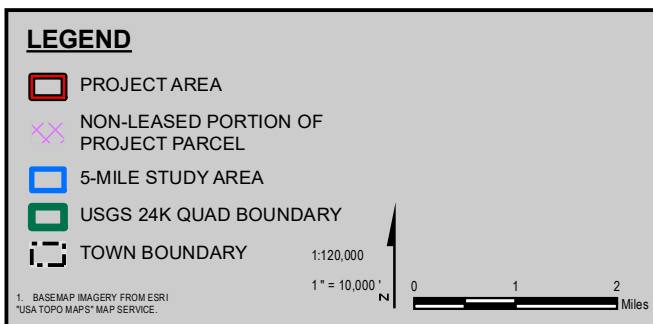 LEGEND
PROJECT AREA
NON-LEASED PORTION OF
PROJECT PARCEL
5-MILE STUDY AREA
USGS 24K QUAD BOUNDARY
TOWN BOUNDARY
1:120,000
1 " = 10,000 '
N
0 1 2
Miles
1. BASEMAP IMAGERY FROM ESRI
"USA TOPO MAPS" MAP SERVICE.